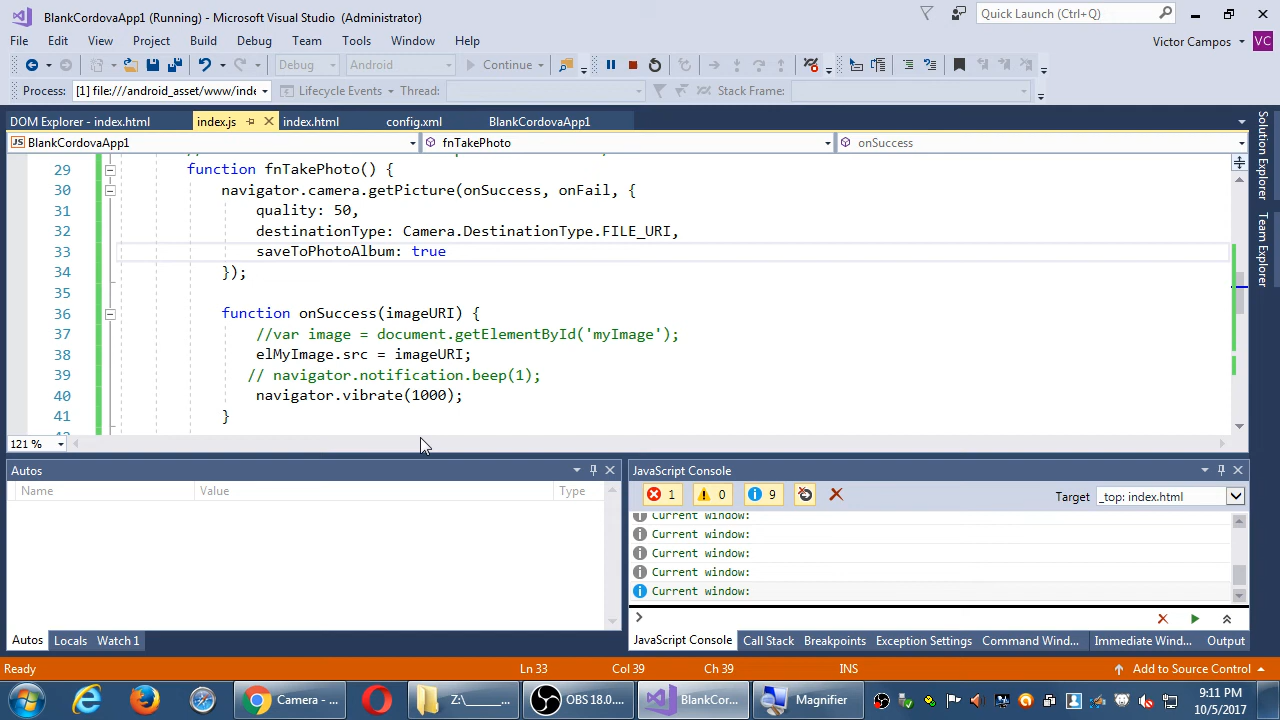 BlankCordovaApp1 (Running) - Microsoft Visual Studio (Administrator)
Quick Launch (Ctrl+Q)
File Edit View Project Build Debug Team Tools Window Help
Victor Campos VC
Debug Android Continue
Process: [1] file:///android_asset/www/inde Lifecycle Events Thread: Stack Frame:
DOM Explorer - index.html index.js index.html config.xml BlankCordovaApp1
JS BlankCordovaApp1 fnTakePhoto onSuccess
29 function fnTakePhoto() {
30 navigator.camera.getPicture(onSuccess, onFail, {
31 quality: 50,
32 destinationType: Camera.DestinationType.FILE_URI,
33 saveToPhotoAlbum: true
34 });
35
36 function onSuccess(imageURI) {
37 //var image = document.getElementById('myImage');
38 elMyImage.src = imageURI;
39 // navigator.notification.beep(1);
40 navigator.vibrate(1000);
41 }
121 %
Solution Explorer
Team Explorer
Autos
Name Value Type
Autos Locals Watch 1
JavaScript Console
1 0 9 Target _top: index.html
Current window:
Current window:
Current window:
Current window:
Current window:
JavaScript Console Call Stack Breakpoints Exception Settings Command Wind... Immediate Wind... Output
Ready Ln 33 Col 39 Ch 39 INS Add to Source Control
Camera - ... Z:\______... OBS 18.0.... BlankCor... Magnifier
9:11 PM
10/5/2017